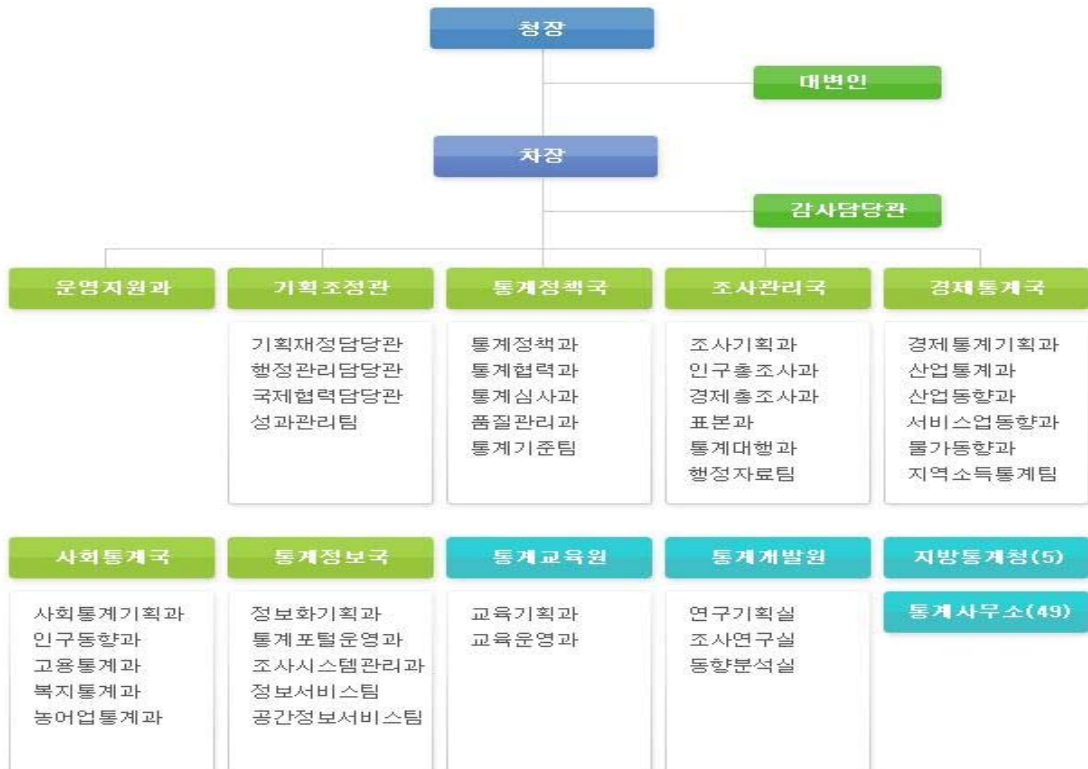 청장
대변인
차장
감사담당관
운영지원과
기획조정관
기획재정담당관
행정관리담당관
국제협력담당관
성과관리팀
통계정책국
통계정책과
통계협력과
통계심사과
품질관리과
통계기준팀
조사관리국
조사기획과
인구총조사과
경제총조사과
표본과
통계대행과
행정자료팀
경제통계국
경제통계기획과
산업통계과
산업동향과
서비스업동향과
물가동향과
지역소득통계팀
사회통계국
사회통계기획과
인구동향과
고용통계과
복지통계과
농어업통계과
통계정보국
정보화기획과
통계포털운영과
조사시스템관리과
정보서비스팀
공간정보서비스팀
통계교육원
교육기획과
교육운영과
통계개발원
연구기획실
조사연구실
동향분석실
지방통계청(5)
통계사무소(49)